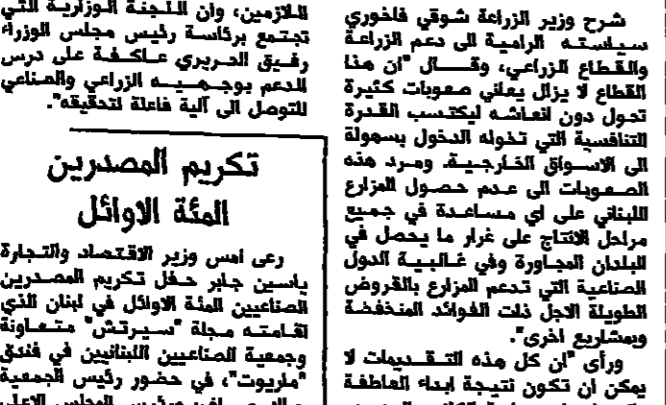 شرح وزير الزراعة شوقي فاخوري
سياسته الرامية الى دعم الزراعة
والقطاع الزراعي، وقال "ان هذا
القطاع لا يزال يعاني صعوبات كثيرة
تحول دون انعاشه ليكتسب القدرة
التنافسية التي تخوله الدخول بسهولة
الى الاسواق الخارجية. ومرد هذه
الصعوبات الى عدم حصول المزارع
اللبناني على اي مساعدة في جميع
مراحل الانتاج على غرار ما يحصل في
البلدان المجاورة وفي غالبية الدول
الصناعية التي تدعم المزارع بالقروض
الطويلة الاجل ذات الفوائد المنخفضة
وبمشاريع اخرى".
ورأى "ان كل هذه التقديمات لا
يمكن ان تكون نتيجة ابداء العاطفة
اللازمين، وان اللجنة الوزارية التي
تجتمع برئاسة رئيس مجلس الوزراء
رفيق الحريري عاكفة على درس
الدعم بوجهيه الزراعي والصناعي
للتوصل الى آلية فاعلة لتحقيقه".
تكريم المصدرين
المئة الاوائل
رعى امس وزير الاقتصاد والتجارة
ياسين جابر حفل تكريم المصدرين
الصناعيين المئة الاوائل في لبنان الذي
اقامته مجلة "سيرتش" متعاونة
وجمعية الصناعيين اللبنانيين في فندق
"ماريوت"، في حضور رئيس الجمعية